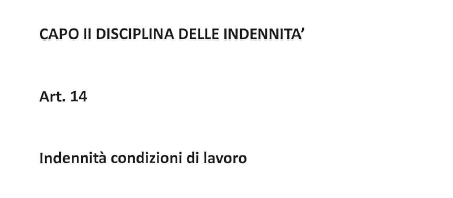 CAPO II DISCIPLINA DELLE INDENNITA’
Art. 14
Indennità condizioni di lavoro